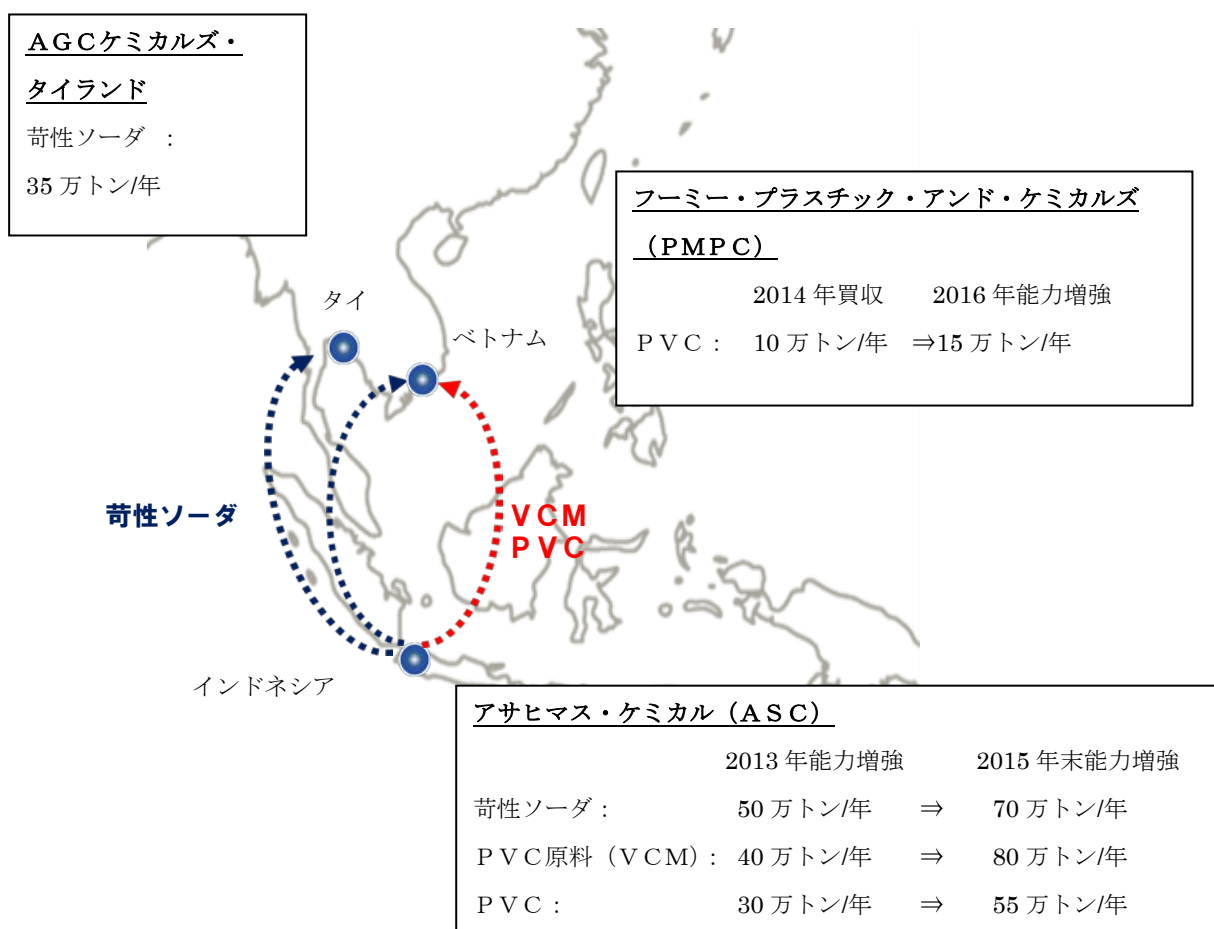 AGCケミカルズ・
タイランド
苛性ソーダ :
35 万トン/年
フーミー・プラスチック・アンド・ケミカルズ
（PMPC）
2014 年買収 2016 年能力増強
PVC : 10 万トン/年 ⇒15 万トン/年
タイ
ベトナム
苛性ソーダ
VCM
PVC
インドネシア
アサヒマス・ケミカル（ASC）
2013 年能力増強 2015 年末能力増強
苛性ソーダ : 50 万トン/年 ⇒ 70 万トン/年
PVC原料（VCM）: 40 万トン/年 ⇒ 80 万トン/年
PVC : 30 万トン/年 ⇒ 55 万トン/年